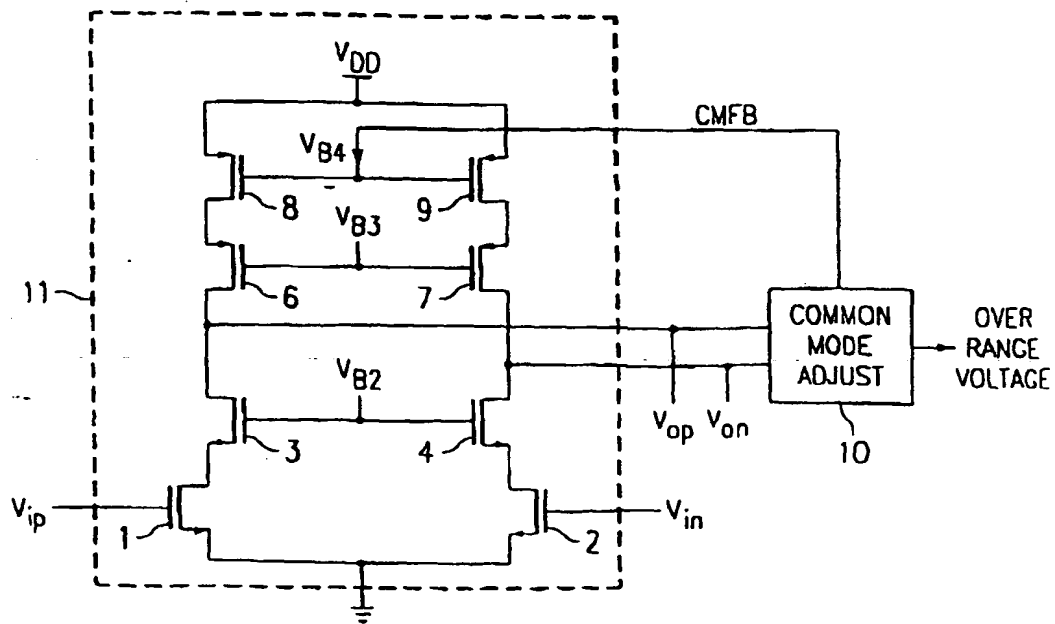 V_DD
CMFB
V_B4
8
9
V_B3
11
6
7
COMMON
MODE
ADJUST
OVER
RANGE
VOLTAGE
V_B2
V_op
V_on
10
3
4
V_ip
V_in
1
2